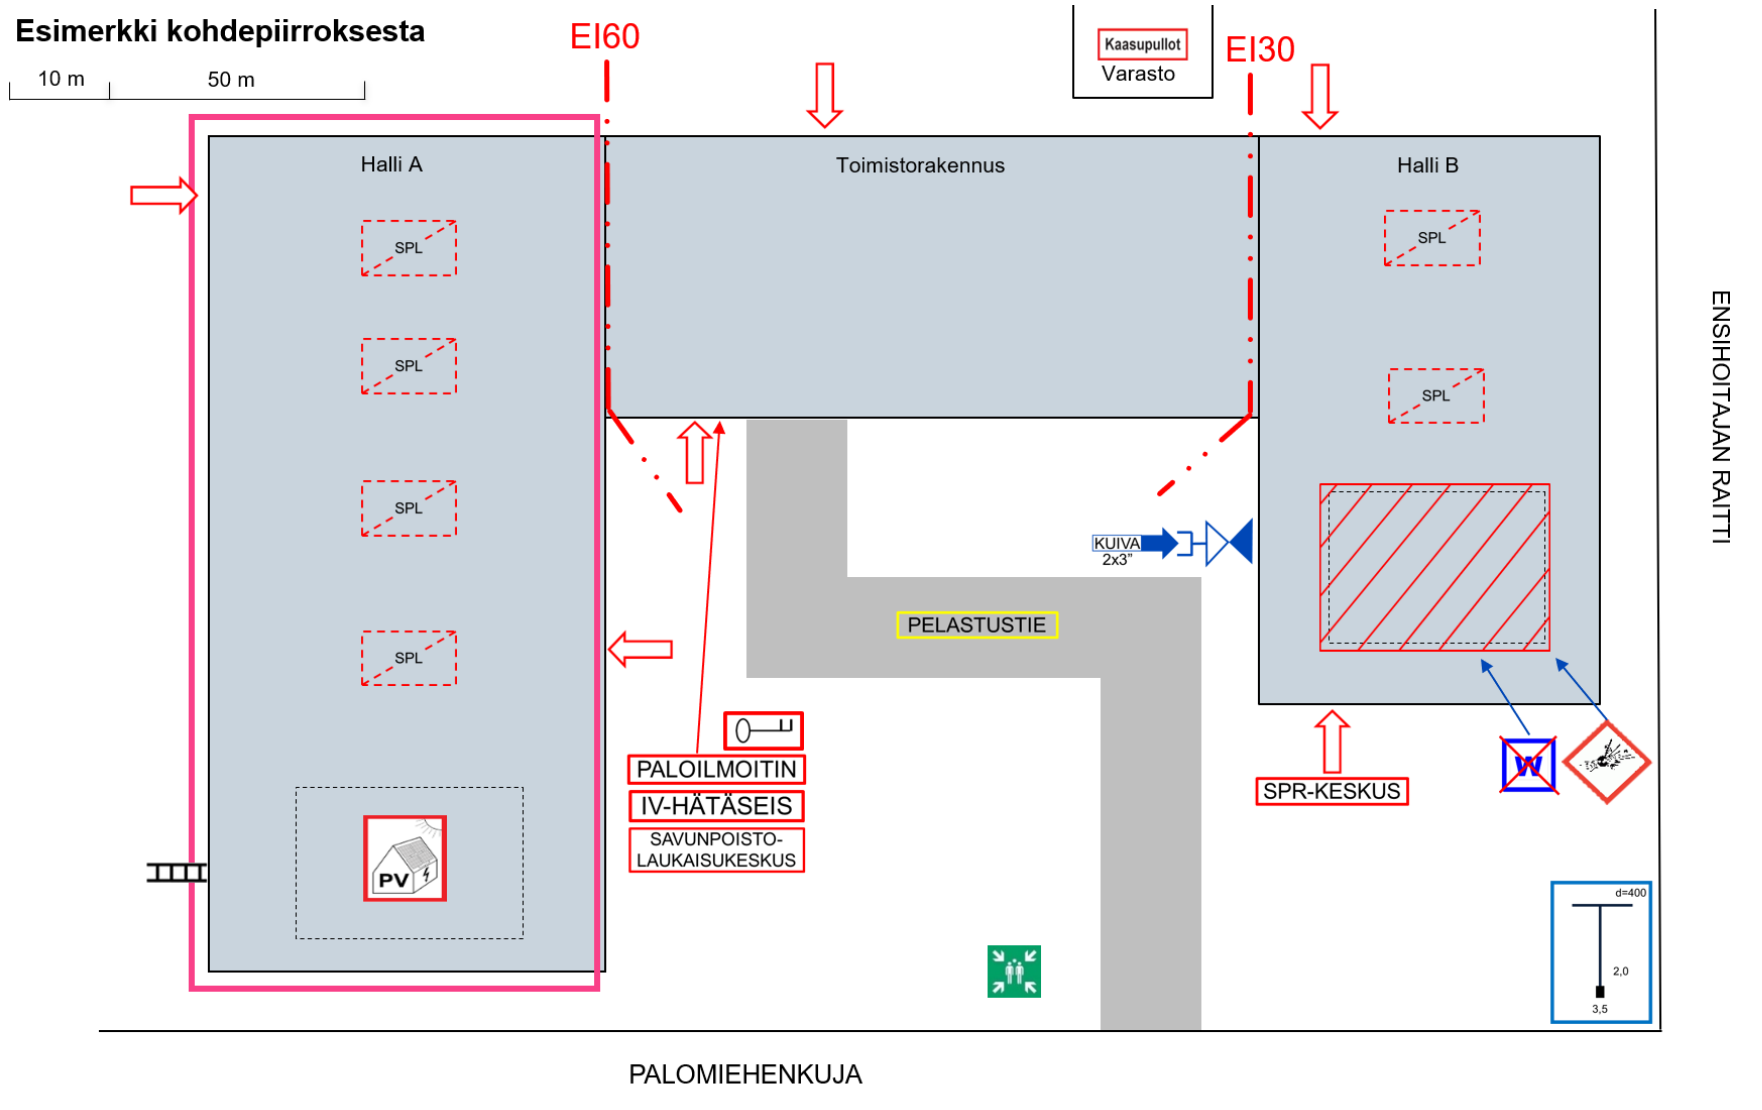 Esimerkki kohdepiirroksesta
10 m
50 m
EI60
Kaasupullot
Varasto
EI30
Halli A
Toimistorakennus
Halli B
SPL
SPL
SPL
SPL
SPL
SPL
ENSIHOITAJAN RAITTI
KUIVA
2x3"
PELASTUSTIE
PALOILMOITIN
IV-HÄTÄSEIS
SAVUNPOISTO-
LAUKAISUKESKUS
SPR-KESKUS
W
PV
d=400
2,0
3,5
PALOMIEHENKUJA